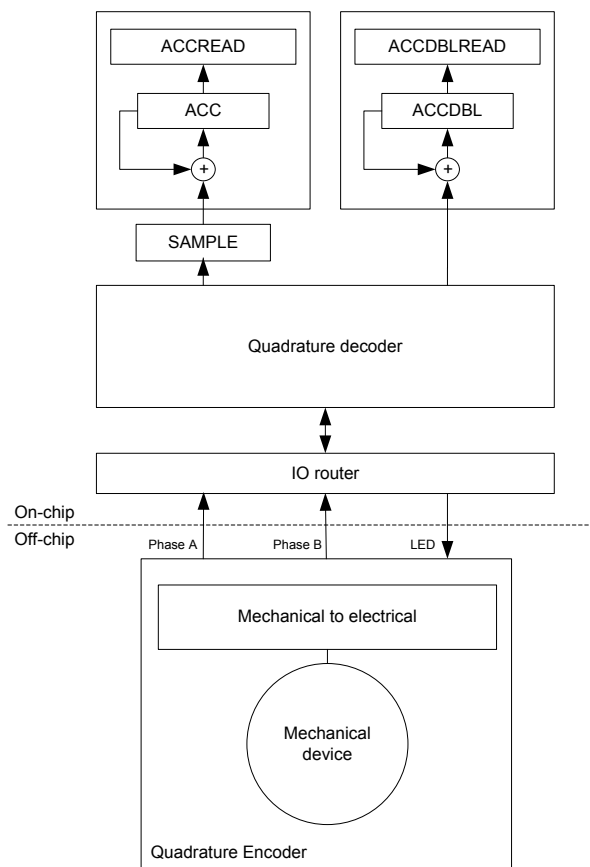 ACCREAD
ACCDBLREAD
ACC
ACCDBL
+
+
SAMPLE
Quadrature decoder
IO router
On-chip
Off-chip
Phase A
Phase B
LED
Mechanical to electrical
Mechanical
device
Quadrature Encoder